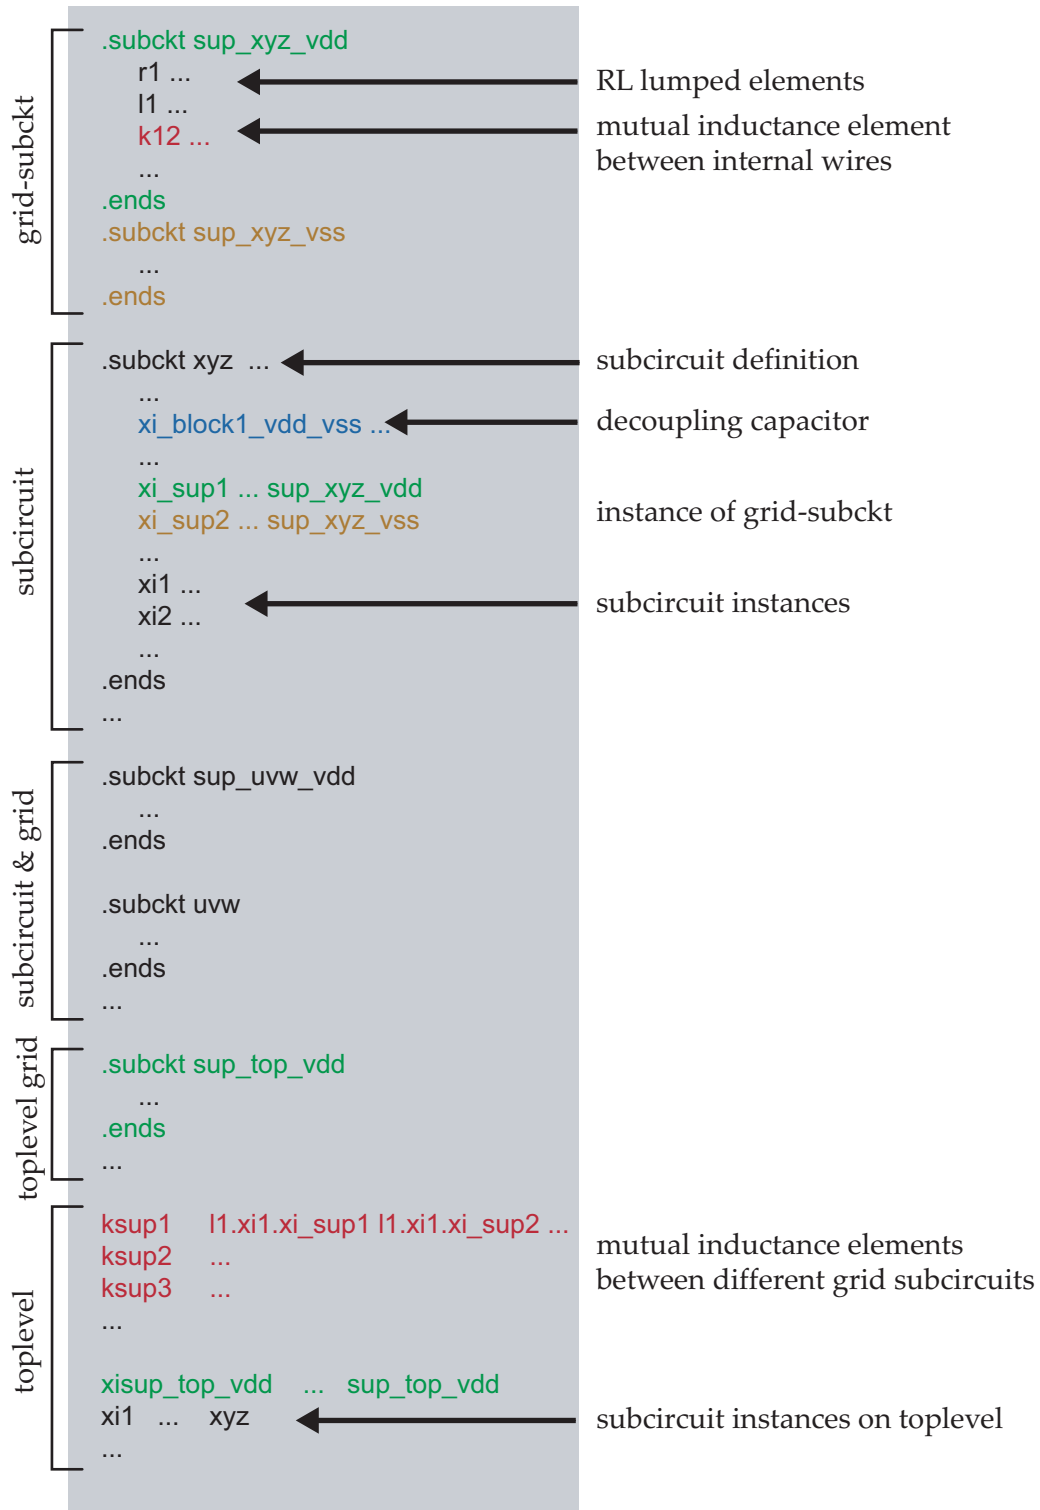 grid-subckt
.subckt sup_xyz_vdd
r1 ...
RL lumped elements
l1 ...
k12 ...
mutual inductance element
between internal wires
...
.ends
.subckt sup_xyz_vss
...
.ends
subcircuit
.subckt xyz ...
subcircuit definition
...
xi_block1_vdd_vss ...
decoupling capacitor
...
xi_sup1 ... sup_xyz_vdd
xi_sup2 ... sup_xyz_vss
instance of grid-subckt
...
xi1 ...
xi2 ...
subcircuit instances
...
.ends
...
subcircuit & grid
.subckt sup_uvw_vdd
...
.ends
.subckt uvw
...
.ends
...
toplevel grid
.subckt sup_top_vdd
...
.ends
...
toplevel
ksup1 l1.xi1.xi_sup1 l1.xi1.xi_sup2 ...
ksup2 ...
ksup3 ...
mutual inductance elements
between different grid subcircuits
...
xisup_top_vdd ... sup_top_vdd
xi1 ... xyz
subcircuit instances on toplevel
...